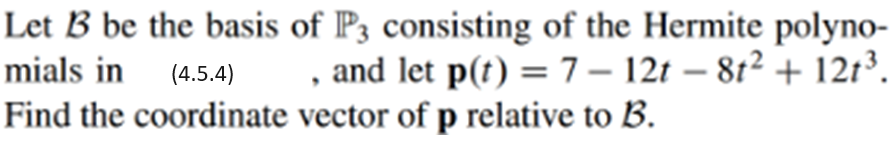 Let ℬ be the basis of ℙ₃ consisting of the Hermite polyno-
mials in (4.5.4) , and let p(t) = 7 − 12t − 8t² + 12t³.
Find the coordinate vector of p relative to ℬ.